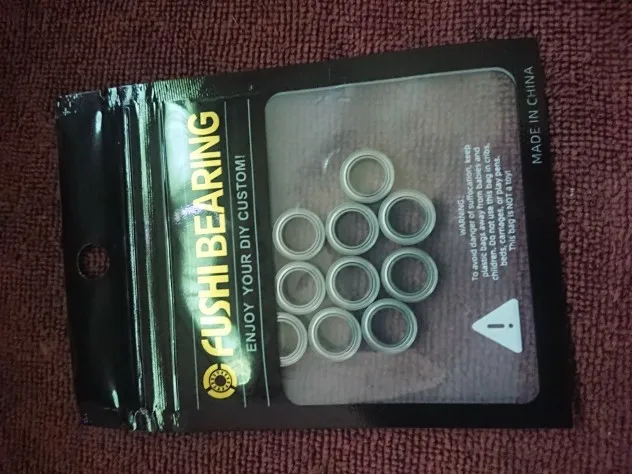 FUSHI BEARING
ENJOY YOUR DIY CUSTOM!
WARNING:
To avoid danger of suffocation, keep
plastic bags away from babies and
children. Do not use this bag in cribs,
beds, carriages, or play pens.
This bag is NOT a toy!
MADE IN CHINA